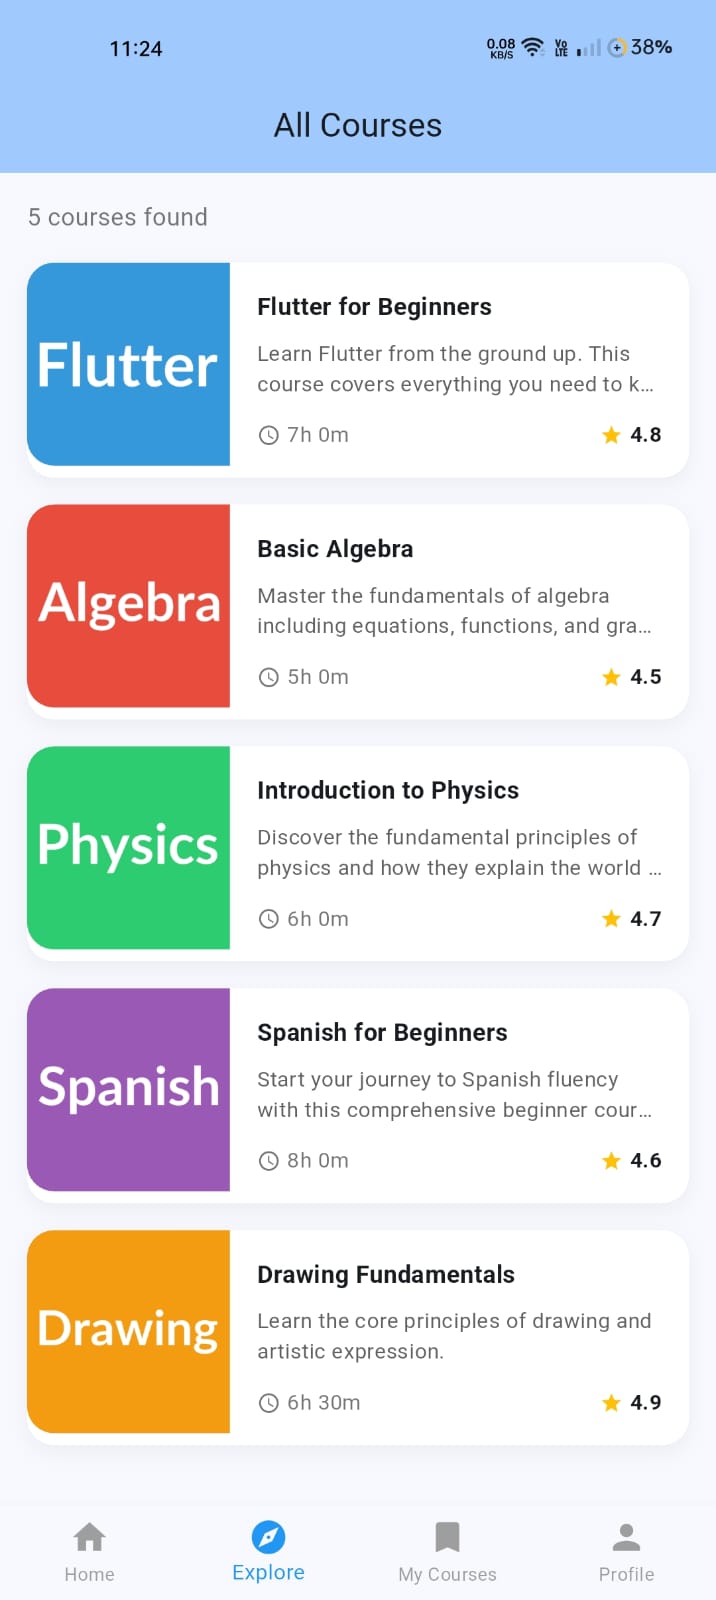 11:24
0.08 KB/S Vo LTE 38%
All Courses
5 courses found
Flutter
Flutter for Beginners
Learn Flutter from the ground up. This
course covers everything you need to k...
7h 0m
4.8
Algebra
Basic Algebra
Master the fundamentals of algebra
including equations, functions, and gra...
5h 0m
4.5
Physics
Introduction to Physics
Discover the fundamental principles of
physics and how they explain the world ...
6h 0m
4.7
Spanish
Spanish for Beginners
Start your journey to Spanish fluency
with this comprehensive beginner cour...
8h 0m
4.6
Drawing
Drawing Fundamentals
Learn the core principles of drawing and
artistic expression.
6h 30m
4.9
Home
Explore
My Courses
Profile